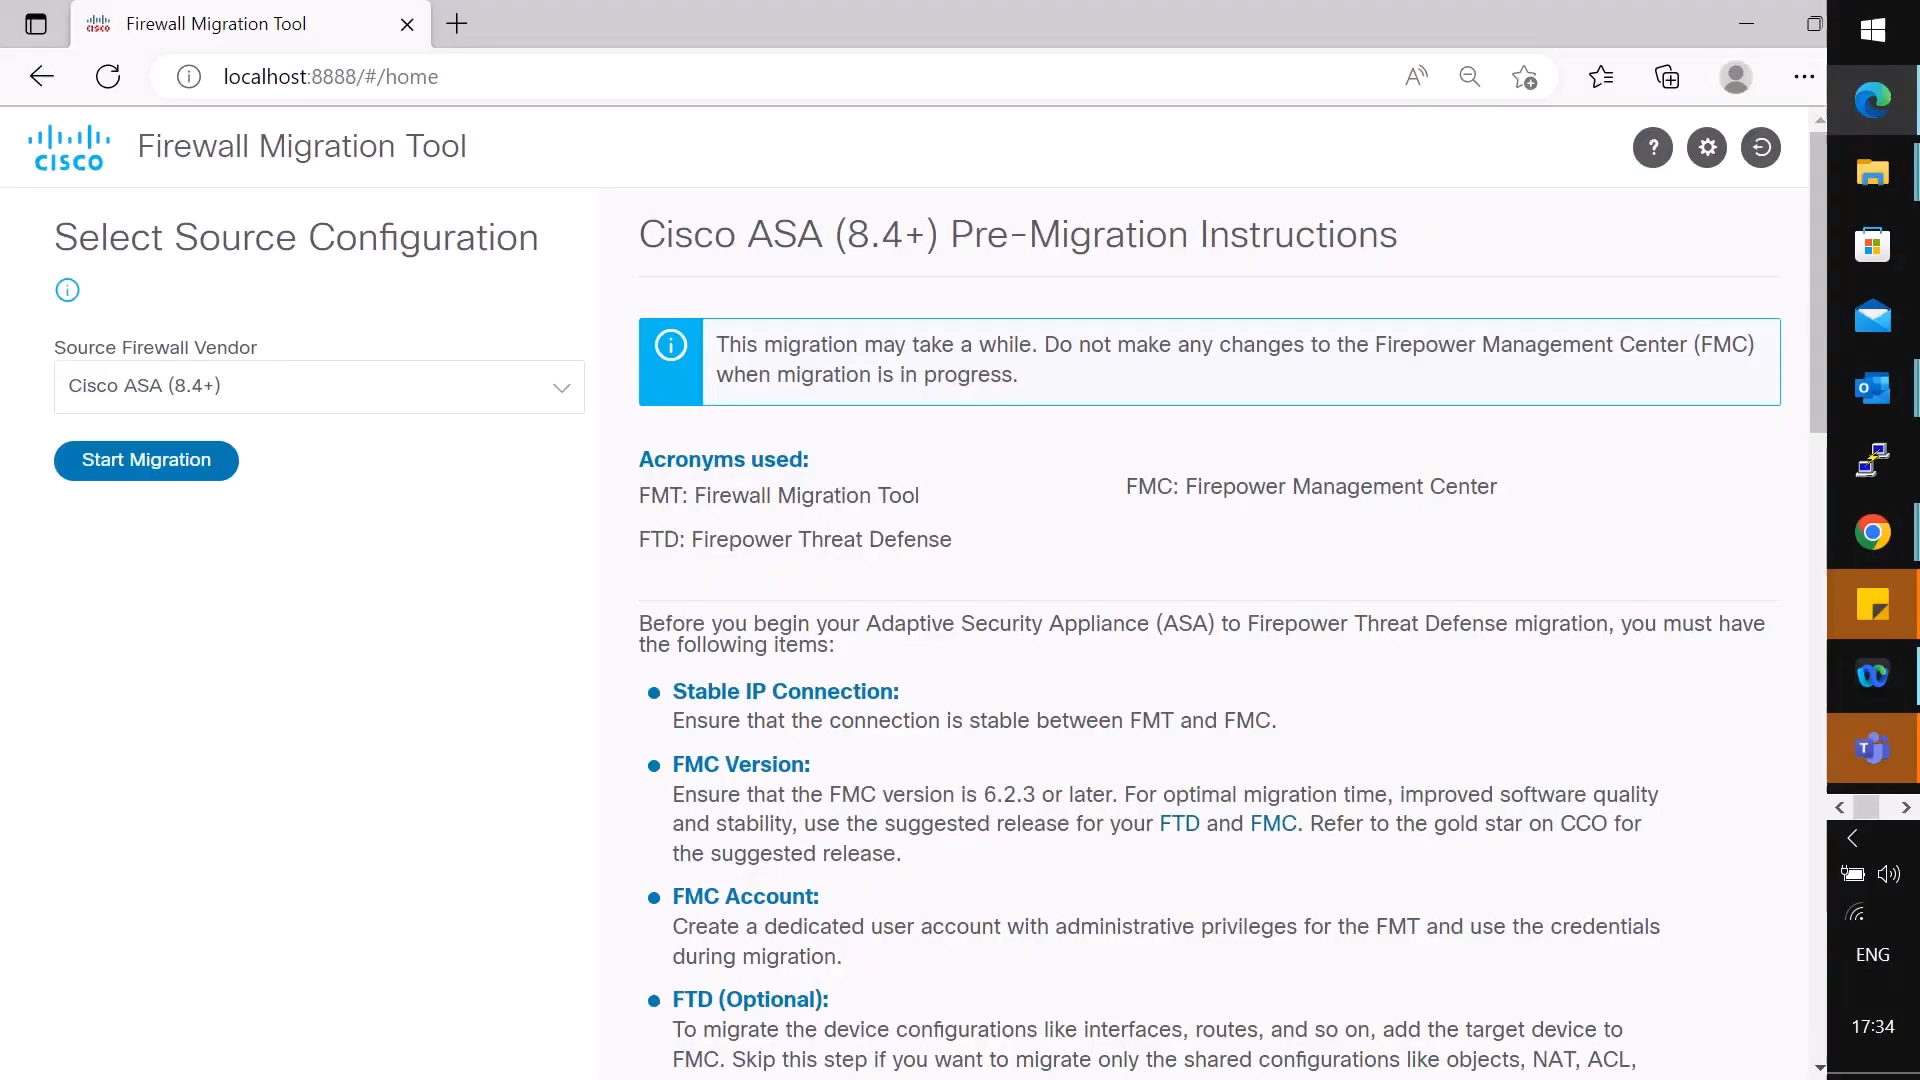 Firewall Migration Tool
localhost:8888/#/home
CISCO
Firewall Migration Tool
?
Select Source Configuration
Source Firewall Vendor
Cisco ASA (8.4+)
Start Migration
Cisco ASA (8.4+) Pre-Migration Instructions
This migration may take a while. Do not make any changes to the Firepower Management Center (FMC)
when migration is in progress.
Acronyms used:
FMT: Firewall Migration Tool
FMC: Firepower Management Center
FTD: Firepower Threat Defense
Before you begin your Adaptive Security Appliance (ASA) to Firepower Threat Defense migration, you must have
the following items:
Stable IP Connection:
Ensure that the connection is stable between FMT and FMC.
FMC Version:
Ensure that the FMC version is 6.2.3 or later. For optimal migration time, improved software quality
and stability, use the suggested release for your FTD and FMC. Refer to the gold star on CCO for
the suggested release.
FMC Account:
Create a dedicated user account with administrative privileges for the FMT and use the credentials
during migration.
FTD (Optional):
To migrate the device configurations like interfaces, routes, and so on, add the target device to
FMC. Skip this step if you want to migrate only the shared configurations like objects, NAT, ACL,
ENG
17:34